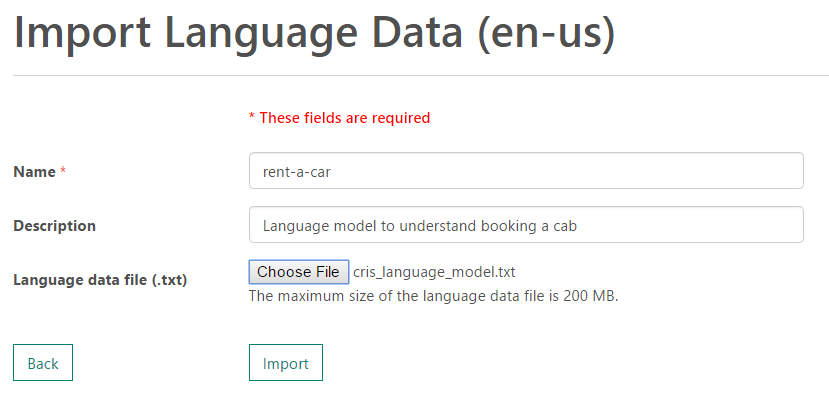 Import Language Data (en-us)
* These fields are required
Name *
rent-a-car
Description
Language model to understand booking a cab
Language data file (.txt)
Choose File cris_language_model.txt
The maximum size of the language data file is 200 MB.
Back
Import